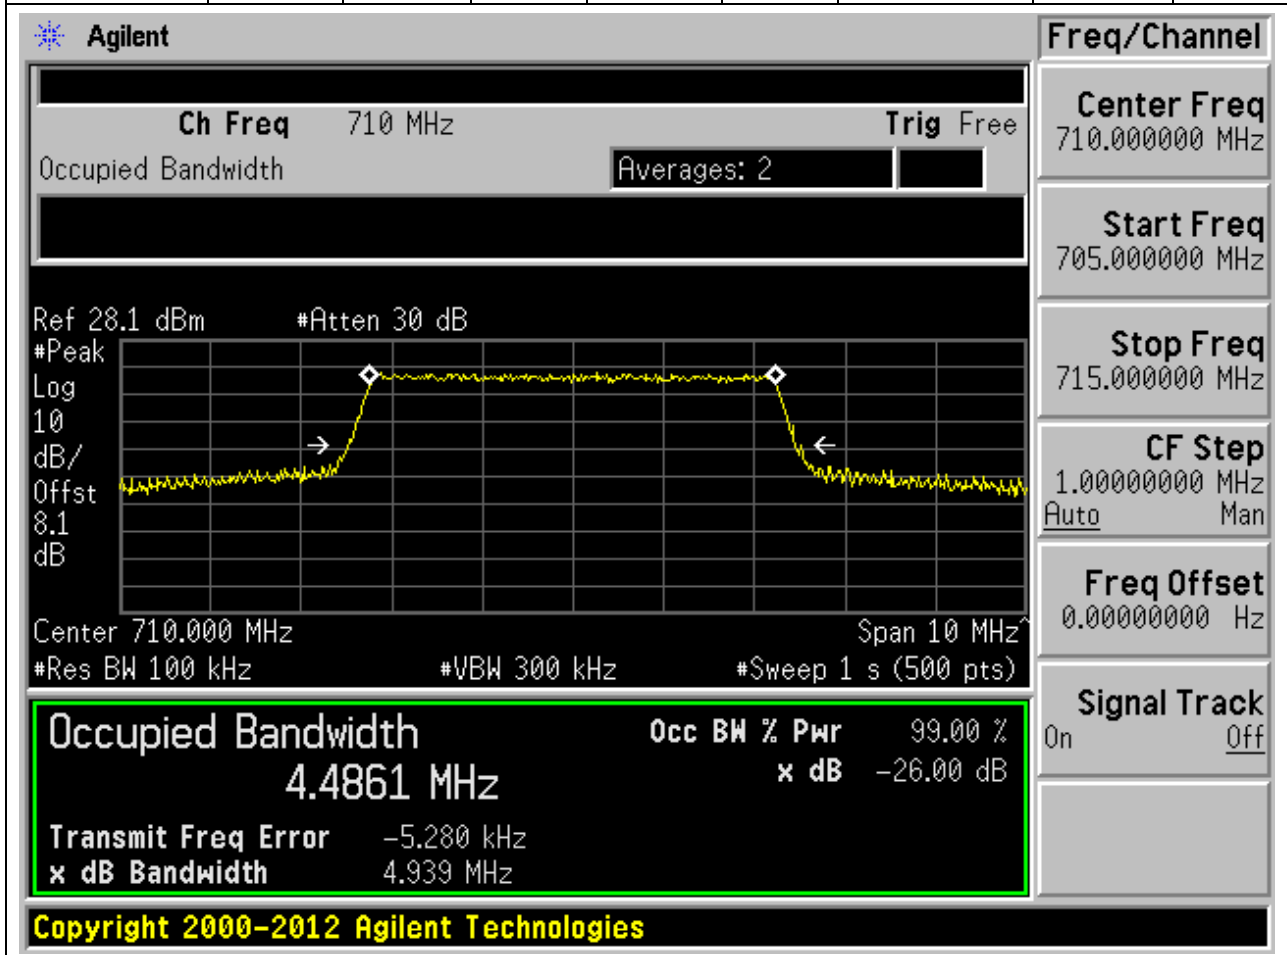 Agilent
Freq/Channel
Ch Freq 710 MHz Trig Free
Occupied Bandwidth Averages: 2
Center Freq
710.000000 MHz
Start Freq
705.000000 MHz
Stop Freq
715.000000 MHz
CF Step
1.00000000 MHz
Auto Man
Freq Offset
0.00000000 Hz
Signal Track
On Off
Ref 28.1 dBm #Atten 30 dB
#Peak
Log
10
dB/
Offst
8.1
dB
Center 710.000 MHz Span 10 MHz^
#Res BW 100 kHz #VBW 300 kHz #Sweep 1 s (500 pts)
Occupied Bandwidth Occ BW % Pwr 99.00 %
4.4861 MHz x dB -26.00 dB
Transmit Freq Error -5.280 kHz
x dB Bandwidth 4.939 MHz
Copyright 2000-2012 Agilent Technologies